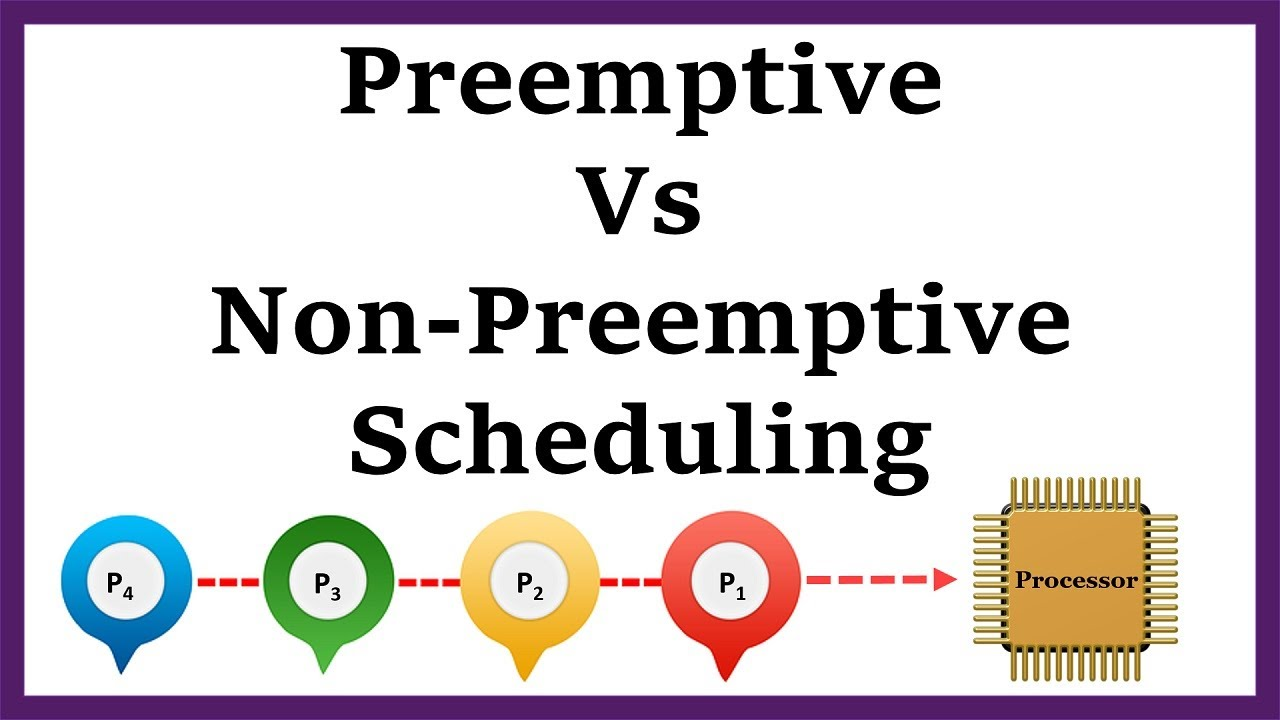 Preemptive
Vs
Non-Preemptive
Scheduling
P4
P3
P2
P1
Processor